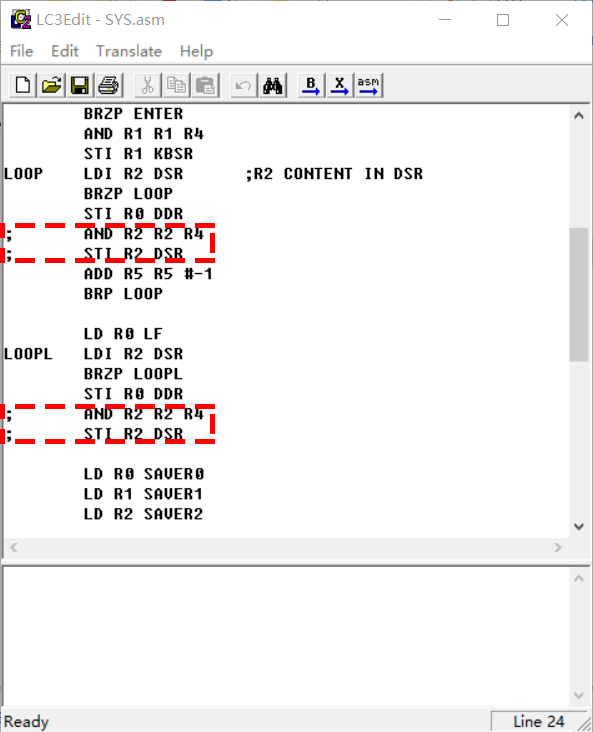 LC3Edit - SYS.asm
File Edit Translate Help
B X asm
BRZP ENTER
AND R1 R1 R4
STI R1 KBSR
LOOP LDI R2 DSR ;R2 CONTENT IN DSR
BRZP LOOP
STI R0 DDR
; AND R2 R2 R4
; STI R2 DSR
ADD R5 R5 #-1
BRP LOOP
LD R0 LF
LOOPL LDI R2 DSR
BRZP LOOPL
STI R0 DDR
; AND R2 R2 R4
; STI R2 DSR
LD R0 SAVER0
LD R1 SAVER1
LD R2 SAVER2
Ready Line 24